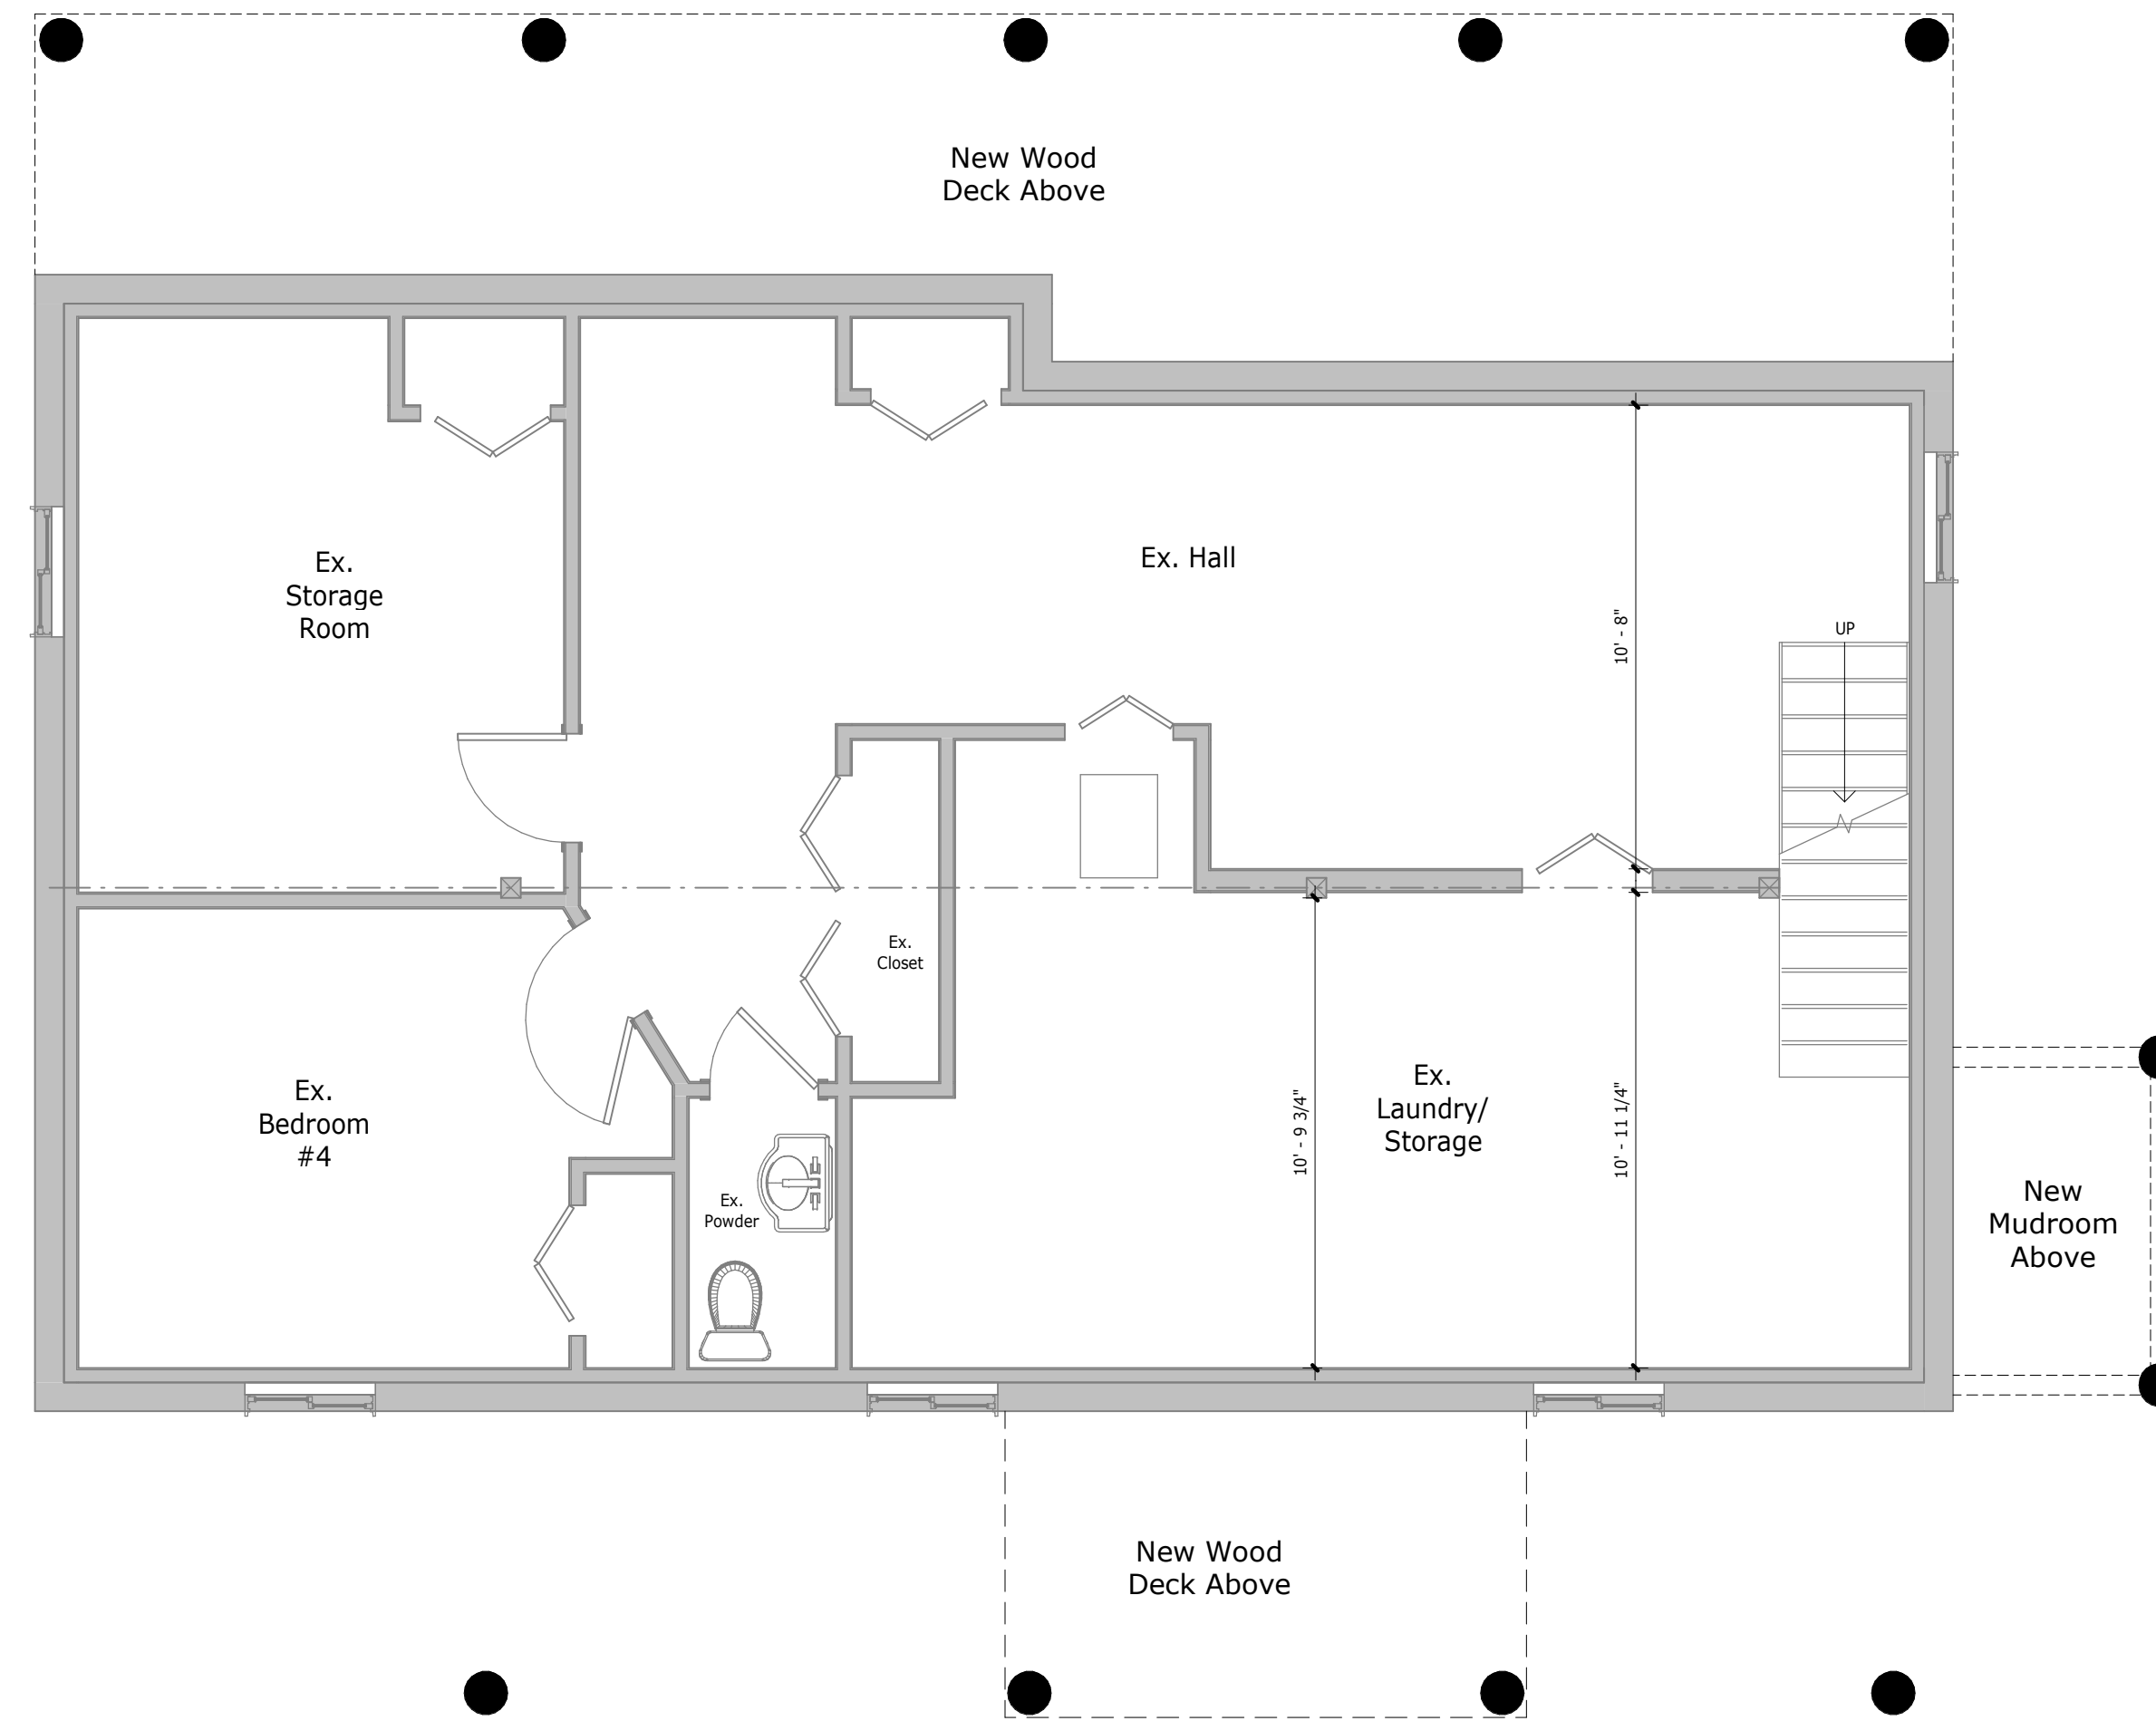 New Wood
Deck Above
Ex.
Storage
Room
Ex. Hall
10' - 8"
UP
Ex.
Closet
Ex.
Bedroom
#4
Ex.
Powder
10' - 9 3/4"
Ex.
Laundry/
Storage
10' - 11 1/4"
New
Mudroom
Above
New Wood
Deck Above